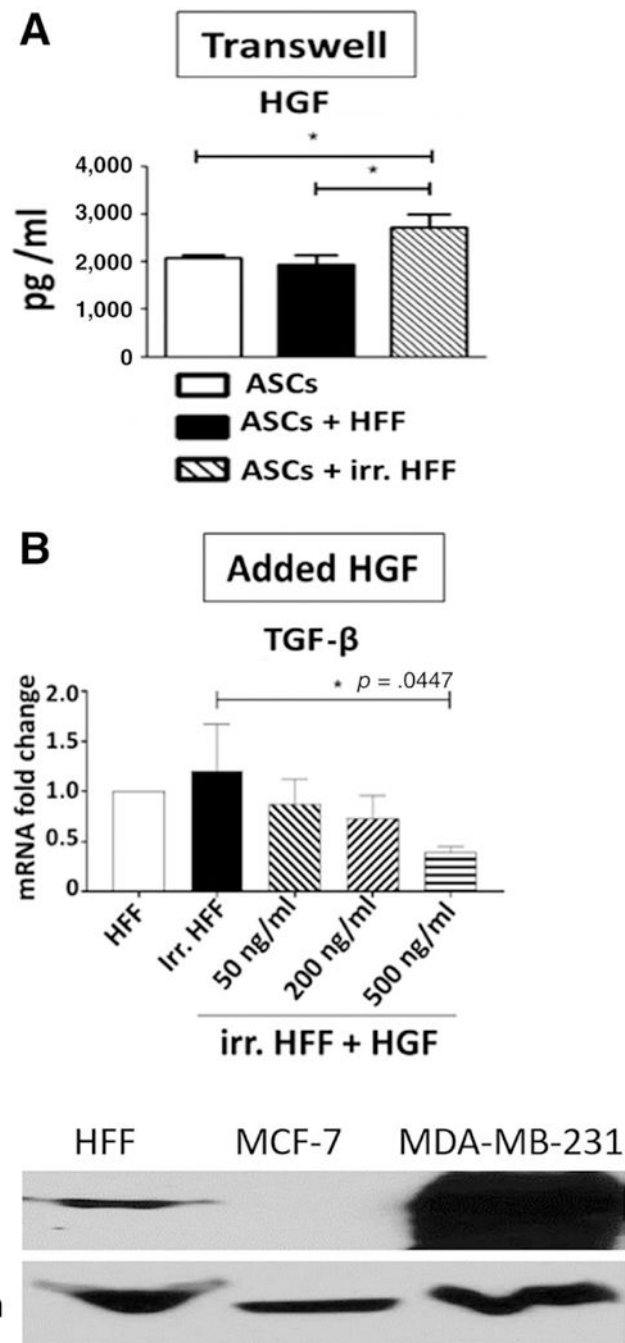 A
Transwell
HGF
*
*
4,000
3,000
2,000
1,000
0
pg /ml
ASCs
ASCs + HFF
ASCs + irr. HFF
B
Added HGF
TGF-β
* p = .0447
2.0
1.5
1.0
0.5
0
mRNA fold change
HFF
Irr. HFF
50 ng/ml
200 ng/ml
500 ng/ml
irr. HFF + HGF
HFF MCF-7 MDA-MB-231